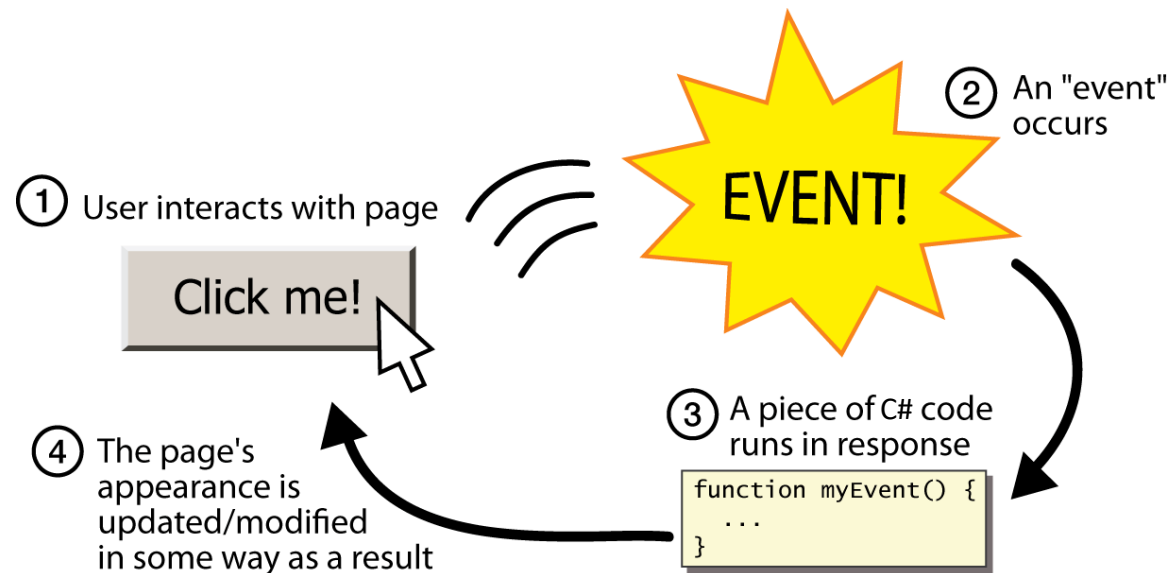 1 User interacts with page
Click me!
EVENT!
2 An "event"
occurs
3 A piece of C# code
runs in response
function myEvent() {
...
}
4 The page's
appearance is
updated/modified
in some way as a result